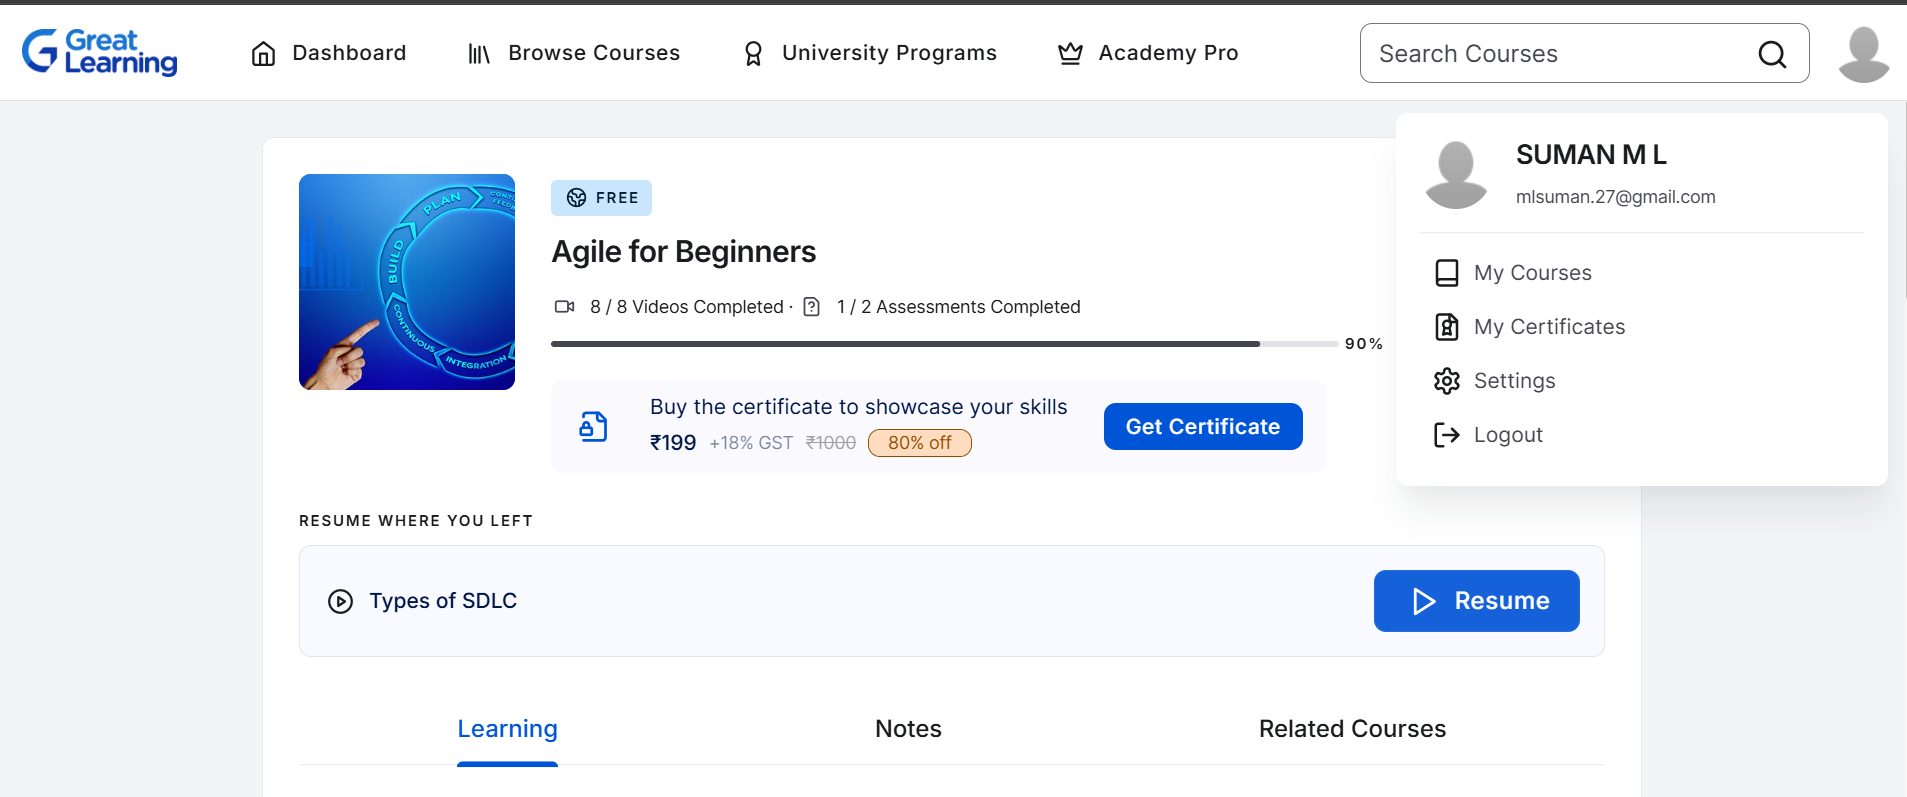 Great Learning
Dashboard
Browse Courses
University Programs
Academy Pro
Search Courses
SUMAN M L
mlsuman.27@gmail.com
My Courses
My Certificates
Settings
Logout
PLAN
BUILD
CONTINUOUS
INTEGRATION
FREE
Agile for Beginners
8 / 8 Videos Completed · 1 / 2 Assessments Completed
90%
Buy the certificate to showcase your skills
₹199 +18% GST ₹1000 80% off
Get Certificate
RESUME WHERE YOU LEFT
Types of SDLC
Resume
Learning
Notes
Related Courses